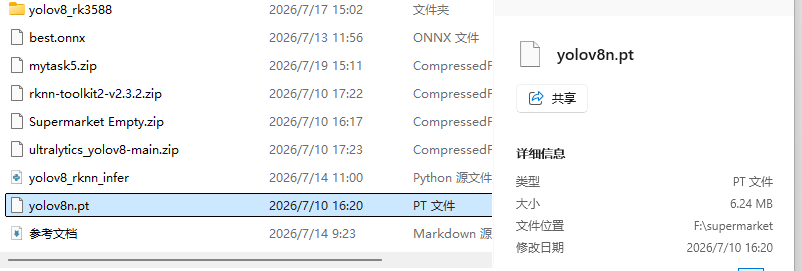 yolov8_rk3588 2026/7/17 15:02 文件夹
best.onnx 2026/7/13 11:56 ONNX 文件
mytask5.zip 2026/7/19 15:11 CompressedF
rknn-toolkit2-v2.3.2.zip 2026/7/10 17:22 CompressedF
Supermarket Empty.zip 2026/7/10 16:17 CompressedF
ultralytics_yolov8-main.zip 2026/7/10 17:23 CompressedF
yolov8_rknn_infer 2026/7/14 11:00 Python 源文件
yolov8n.pt 2026/7/10 16:20 PT 文件
参考文档 2026/7/14 9:23 Markdown 源
yolov8n.pt
共享
详细信息
类型 PT 文件
大小 6.24 MB
文件位置 F:\supermarket
修改日期 2026/7/10 16:20